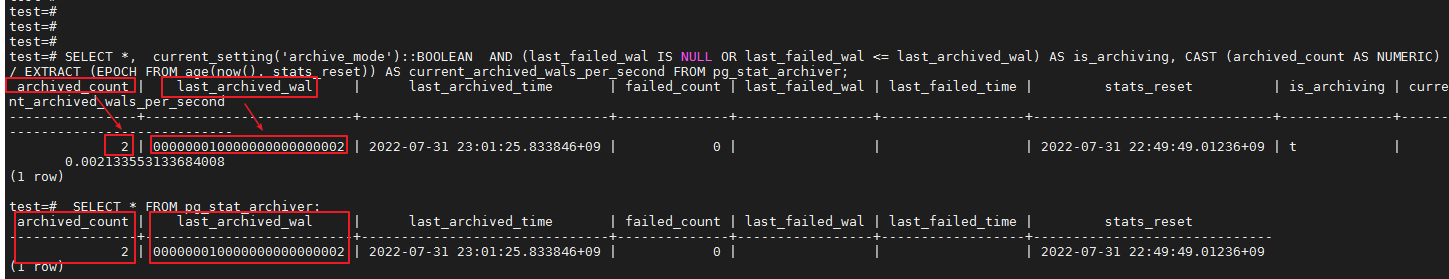 test=#
test=#
test=#
test=#
test=# SELECT *,  current_setting('archive_mode')::BOOLEAN  AND (last_failed_wal IS NULL OR last_failed_wal <= last_archived_wal) AS is_archiving, CAST (archived_count AS NUMERIC)
/ EXTRACT (EPOCH FROM age(now(), stats_reset)) AS current_archived_wals_per_second FROM pg_stat_archiver;
 archived_count |    last_archived_wal     |      last_archived_time       | failed_count | last_failed_wal | last_failed_time |         stats_reset          | is_archiving | curre
nt_archived_wals_per_second
----------------+--------------------------+-------------------------------+--------------+-----------------+------------------+------------------------------+--------------+------
----------------------------
              2 | 000000010000000000000002 | 2022-07-31 23:01:25.833846+09 |            0 |                 |                  | 2022-07-31 22:49:49.01236+09 | t            |
       0.002133553133684008
(1 row)
test=#  SELECT * FROM pg_stat_archiver;
 archived_count |    last_archived_wal     |      last_archived_time       | failed_count | last_failed_wal | last_failed_time |         stats_reset
----------------+--------------------------+-------------------------------+--------------+-----------------+------------------+------------------------------
              2 | 000000010000000000000002 | 2022-07-31 23:01:25.833846+09 |            0 |                 |                  | 2022-07-31 22:49:49.01236+09
(1 row)